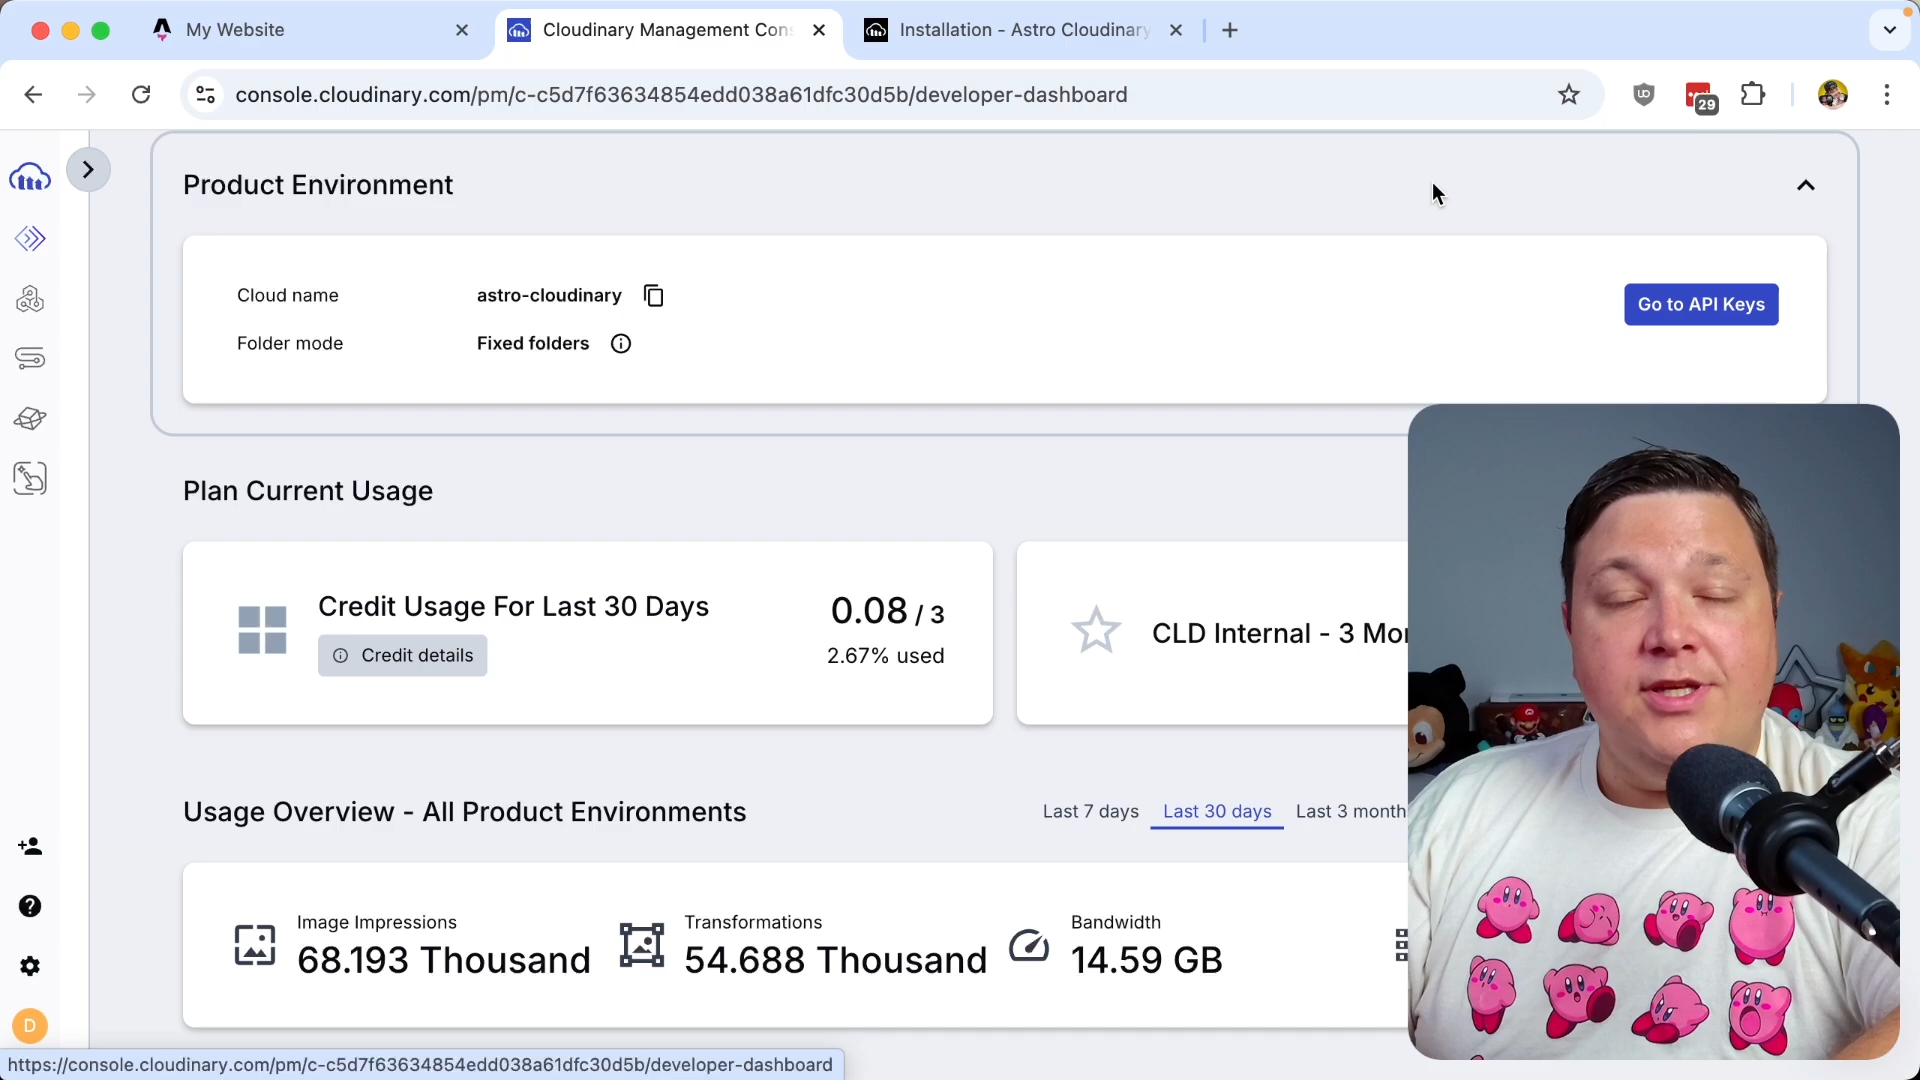 My Website
Cloudinary Management Con
Installation - Astro Cloudinary
console.cloudinary.com/pm/c-c5d7f63634854edd038a61dfc30d5b/developer-dashboard
29
Product Environment
Cloud name
astro-cloudinary
Go to API Keys
Folder mode
Fixed folders
Plan Current Usage
Credit Usage For Last 30 Days
0.08 / 3
Credit details
2.67% used
CLD Internal - 3 Mo
Usage Overview - All Product Environments
Last 7 days
Last 30 days
Last 3 month
Image Impressions
68.193 Thousand
Transformations
54.688 Thousand
Bandwidth
14.59 GB
D
https://console.cloudinary.com/pm/c-c5d7f63634854edd038a61dfc30d5b/developer-dashboard